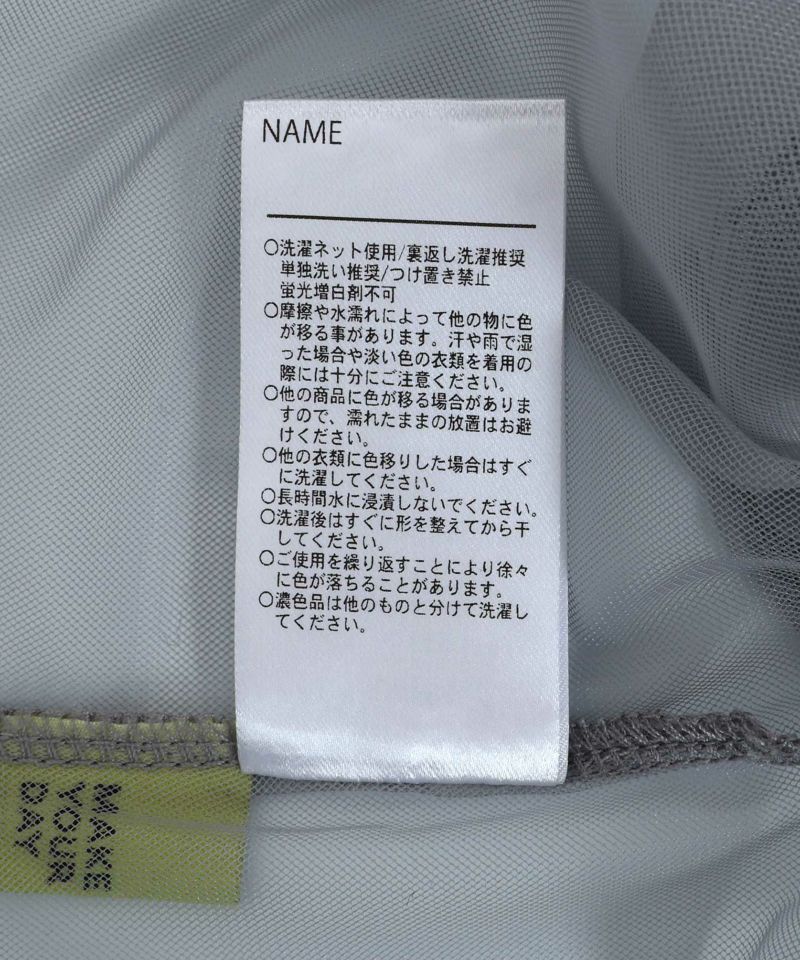 NAME
○洗濯ネット使用/裏返し洗濯推奨
単独洗い推奨/つけ置き禁止
蛍光増白剤不可
○摩擦や水濡れによって他の物に色
が移る事があります。汗や雨で湿
った場合や淡い色の衣類を着用の
際には十分にご注意ください。
○他の商品に色が移る場合がありま
すので、濡れたままの放置はお避
けください。
○他の衣類に色移りした場合はすぐ
に洗濯してください。
○長時間水に浸漬しないでください。
○洗濯後はすぐに形を整えてから干
してください。
○ご使用を繰り返すことにより徐々
に色が落ちることがあります。
○濃色品は他のものと分けて洗濯し
てください。
MAKE
YOUR
DAY